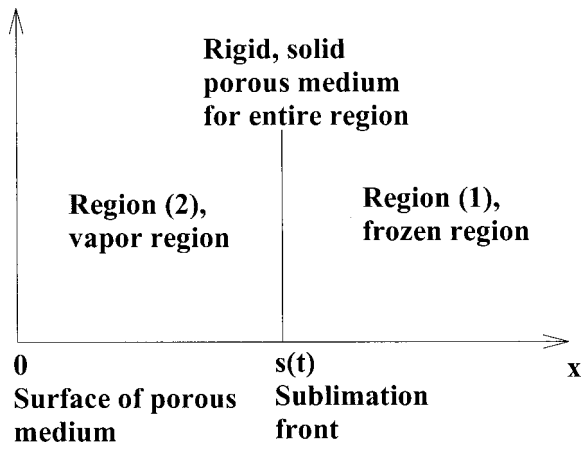 Rigid, solid
porous medium
for entire region
Region (2),
vapor region
Region (1),
frozen region
0
s(t)
x
Surface of porous
medium
Sublimation
front